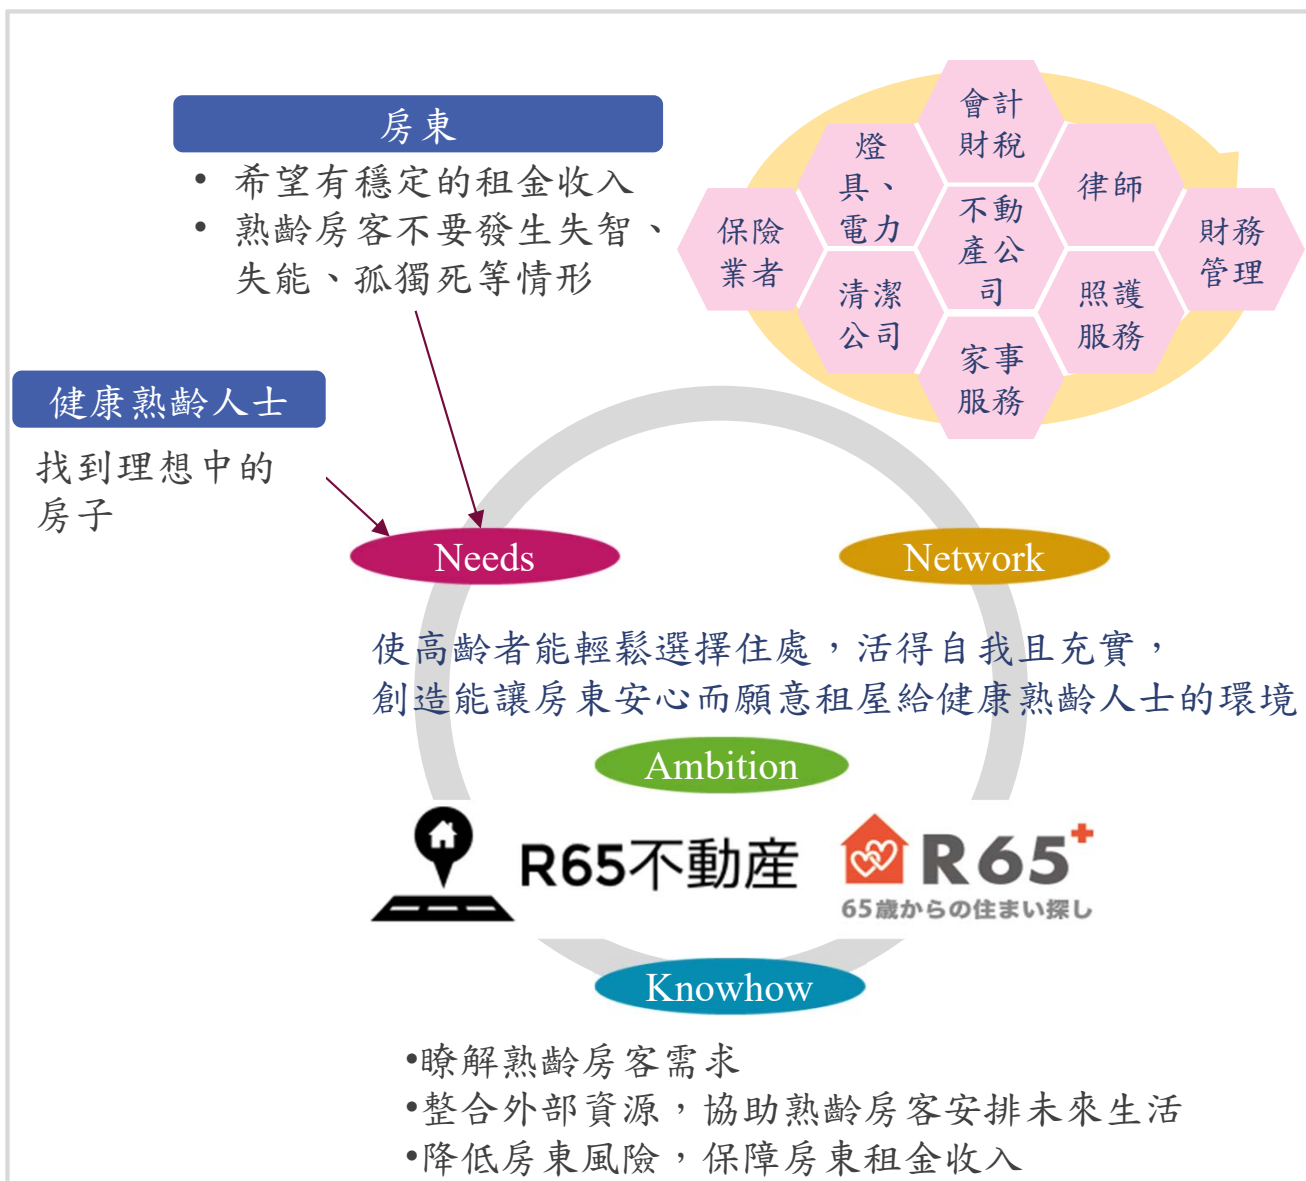 房東
• 希望有穩定的租金收入
• 熟齡房客不要發生失智、
失能、孤獨死等情形
健康熟齡人士
找到理想中的
房子
會計
財稅
燈
具、
電力
律師
保險
業者
不動
產公
司
財務
管理
清潔
公司
照護
服務
家事
服務
Needs
Network
使高齡者能輕鬆選擇住處，活得自我且充實，
創造能讓房東安心而願意租屋給健康熟齡人士的環境
Ambition
R65不動産
R65+
65歳からの住まい探し
Knowhow
•瞭解熟齡房客需求
•整合外部資源，協助熟齡房客安排未來生活
•降低房東風險，保障房東租金收入